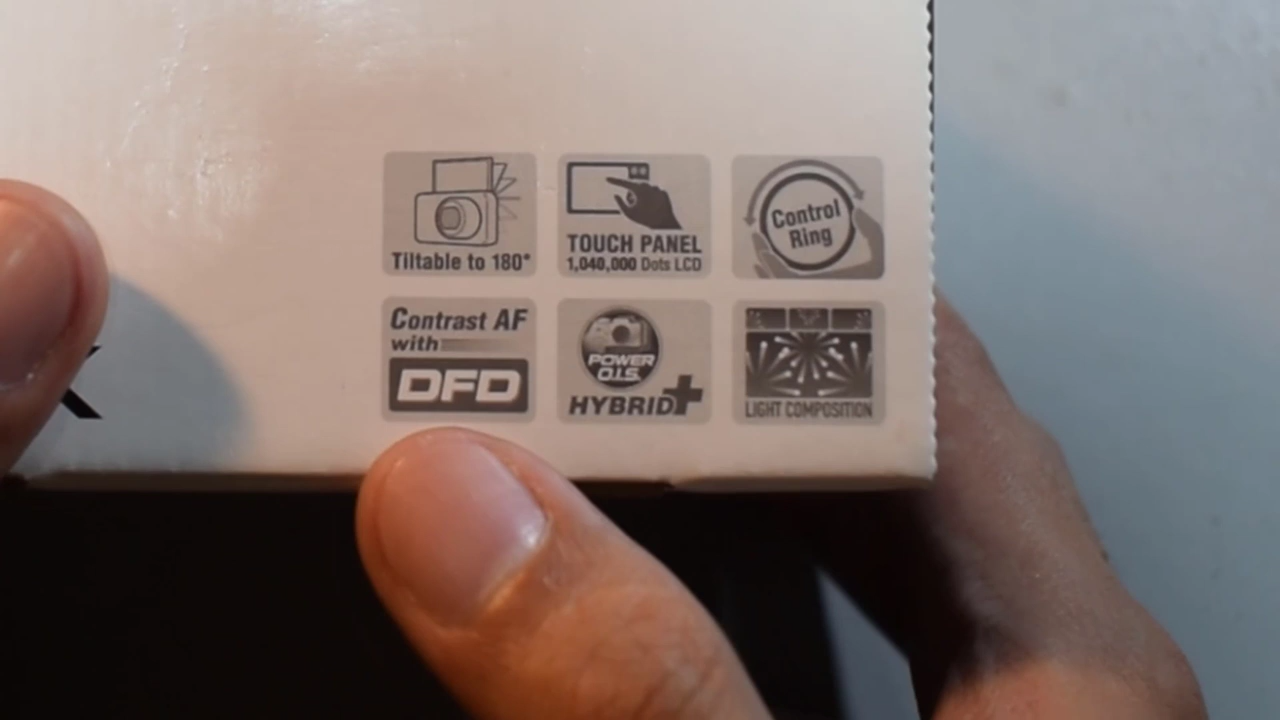 Tiltable to 180°
TOUCH PANEL
1,040,000 Dots LCD
Control
Ring
Contrast AF
with
DFD
POWER
O.I.S.
HYBRID+
LIGHT COMPOSITION